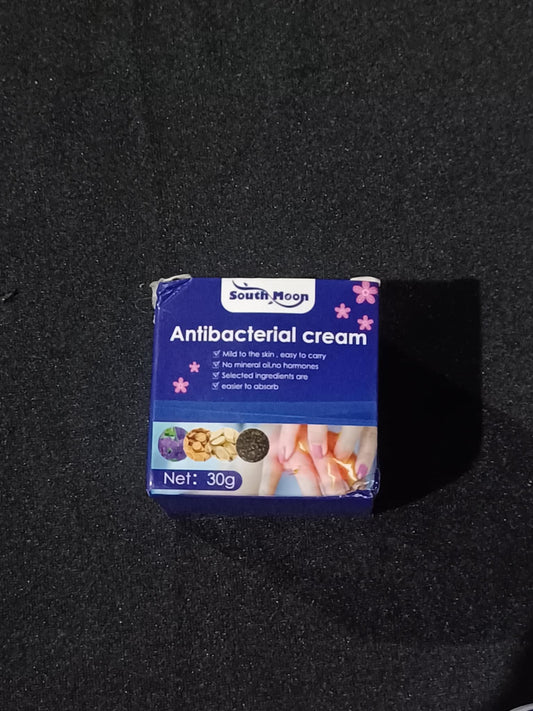 South Moon
Antibacterial cream
Mild to the skin , easy to carry
No mineral oil,no hormones
Selected ingredients are
easier to absorb
Net: 30g